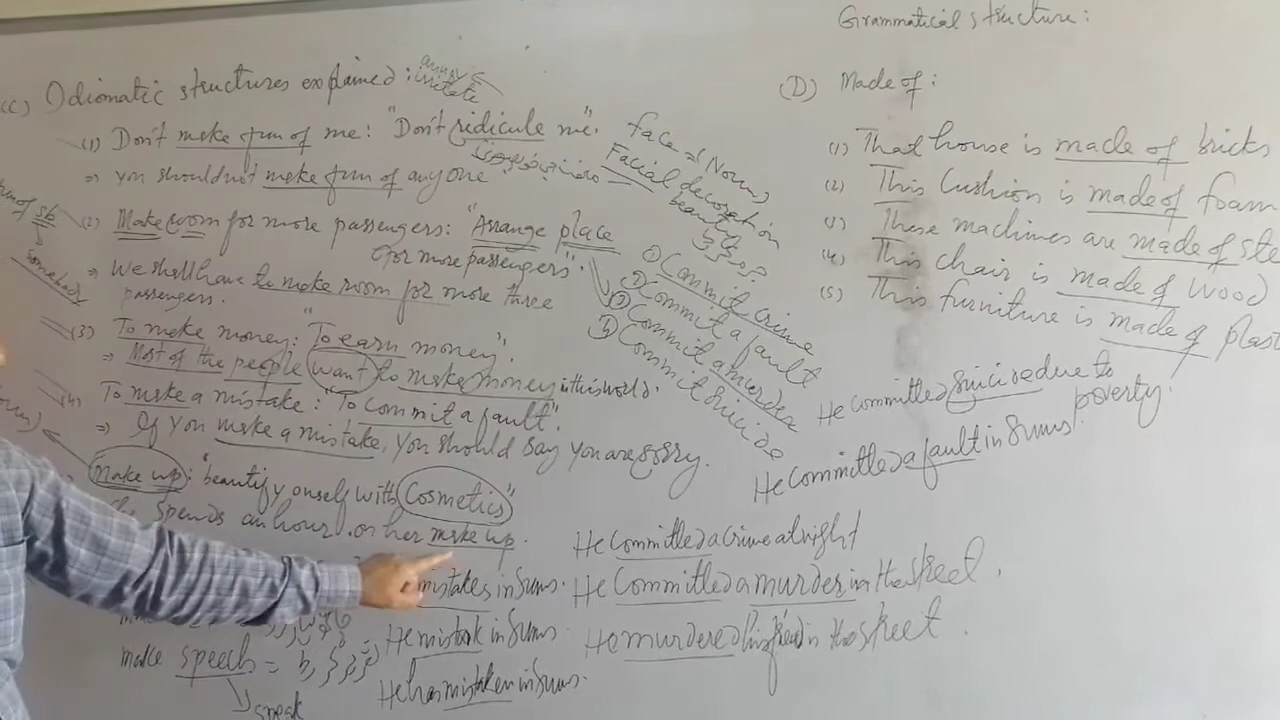 Grammatical structure:
(C) Idiomatic structures explained:
imitate
(1) Don't make fun of me: "Don't ridicule me".
⇒ You should not make fun of anyone
(2) Make room for more passengers: "Arrange place
for more passengers".
⇒ We shall have to make room for more three
passengers.
somebody
(3) To make money: "To earn money".
⇒ Most of the people want to make money in this world.
(4) To make a mistake: "To commit a fault".
⇒ If you make a mistake, you should say you are sorry.
Make up: "beautify yourself with Cosmetics"
spends an hour on her make up.
mistakes in Sums.
He mistook in Sums
He has mistaken in Sums.
make speech =
speak
face
Facial decoration
① Commit crime
② Commit a fault
③ Commit a murder
④ Commit Suicide
(D) Made of:
(1) That house is made of bricks
(2) This Cushion is made of foam
(3) These machines are made of ste
(4) This chair is made of wood
(5) This furniture is made of plast
He committed Suicide due to
poverty.
He Committed a fault in Sums.
He committed a Crime at night
He Committed a murder in the street.
He murdered his friend in the street.